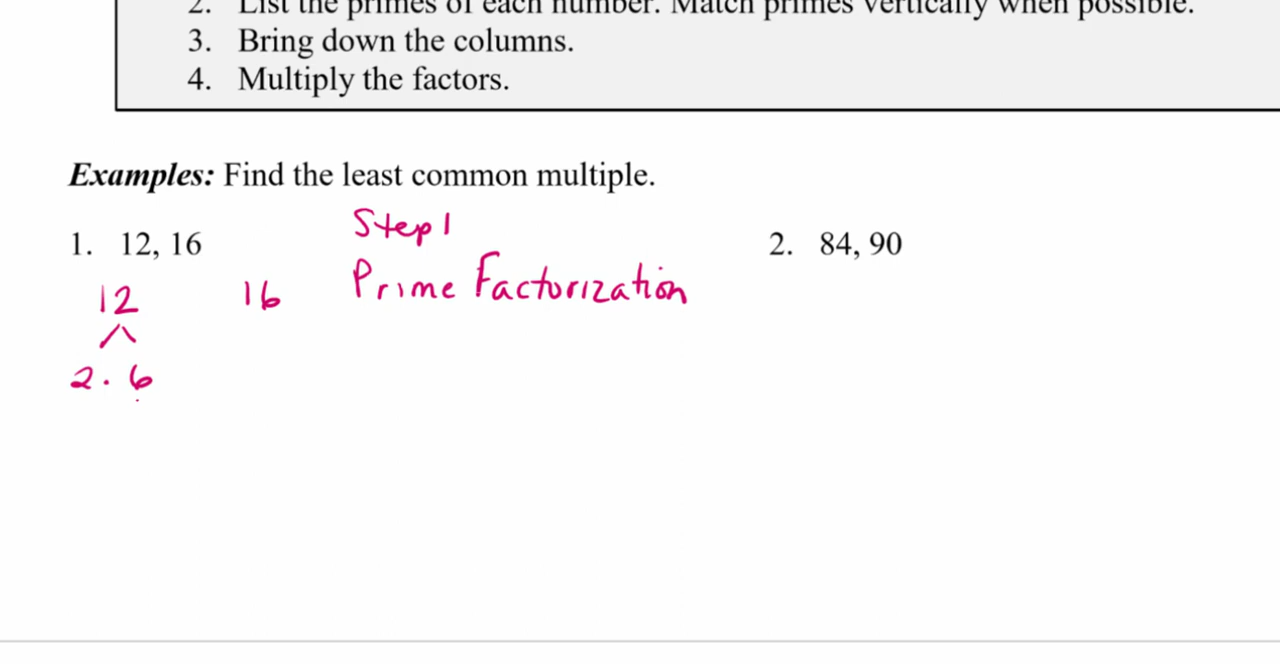 2. List the primes of each number. Match primes vertically when possible.
3. Bring down the columns.
4. Multiply the factors.
Examples: Find the least common multiple.
1. 12, 16
Step 1
2. 84, 90
Prime Factorization
12
16
2 · 6